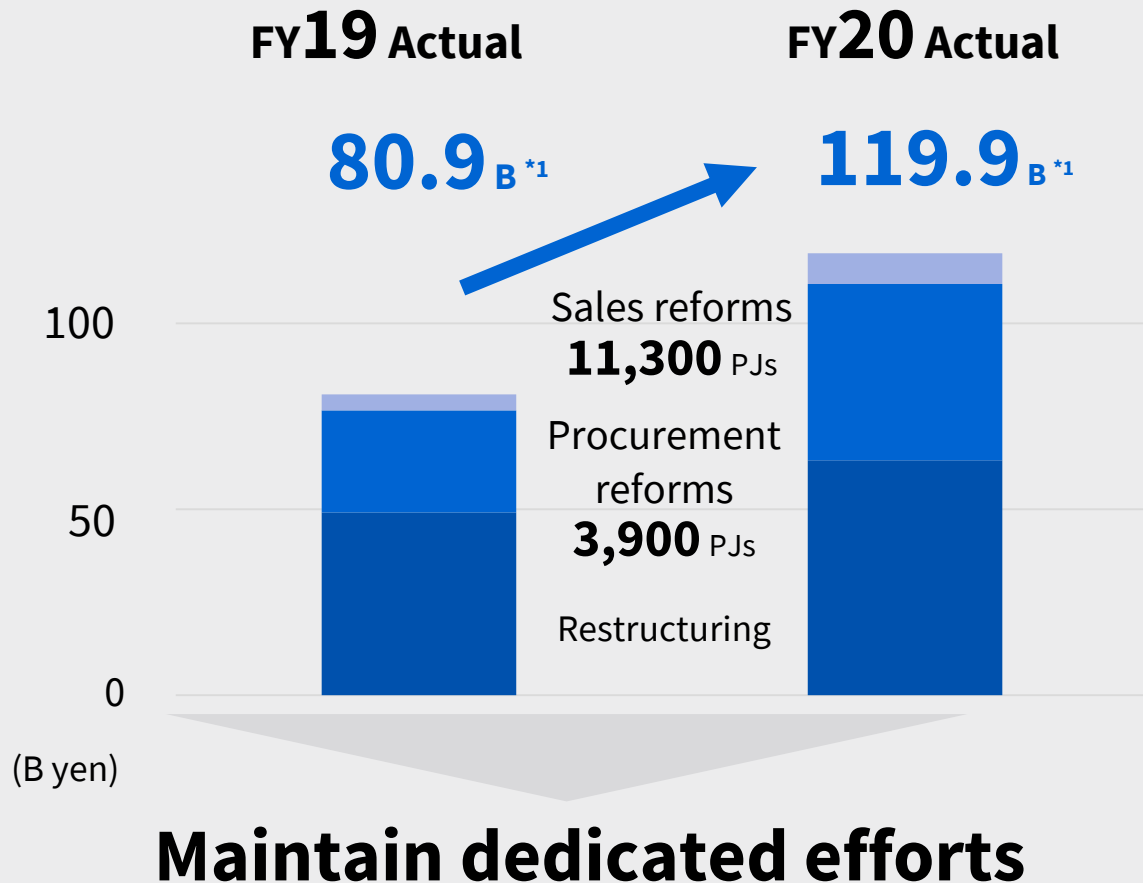 FY19 Actual
FY20 Actual
80.9 B *1
119.9 B *1
Sales reforms
11,300 PJs
Procurement
reforms
3,900 PJs
Restructuring
100
50
0
(B yen)
Maintain dedicated efforts